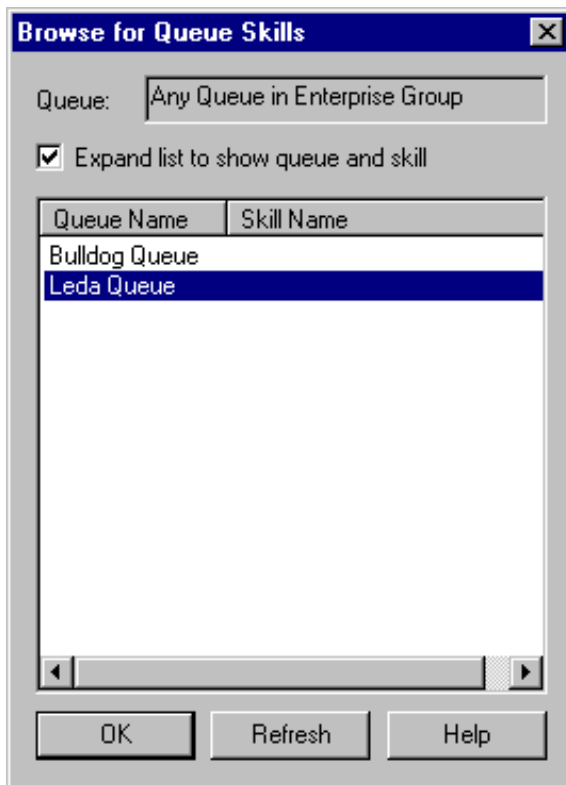 Browse for Queue Skills
Queue: Any Queue in Enterprise Group
Expand list to show queue and skill
Queue Name Skill Name
Bulldog Queue
Leda Queue
OK Refresh Help